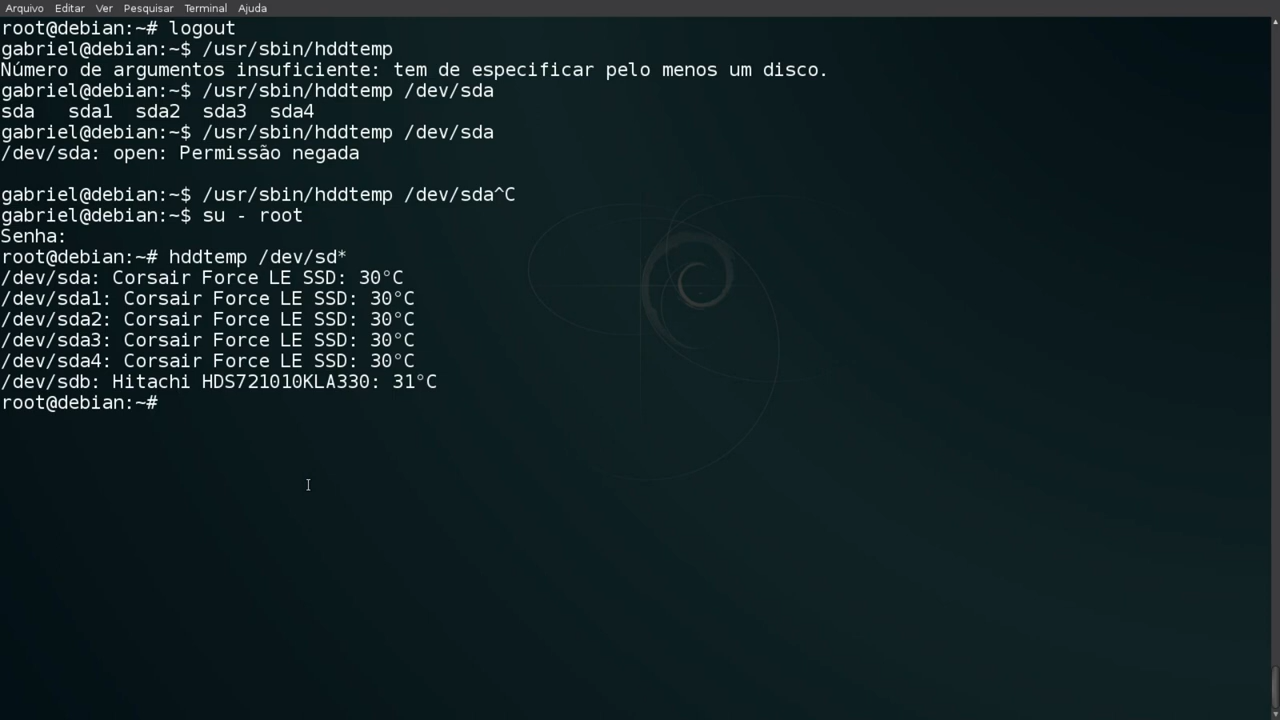 Arquivo Editar Ver Pesquisar Terminal Ajuda
root@debian:~# logout
gabriel@debian:~$ /usr/sbin/hddtemp
Número de argumentos insuficiente: tem de especificar pelo menos um disco.
gabriel@debian:~$ /usr/sbin/hddtemp /dev/sda
sda   sda1  sda2  sda3  sda4
gabriel@debian:~$ /usr/sbin/hddtemp /dev/sda
/dev/sda: open: Permissão negada
gabriel@debian:~$ /usr/sbin/hddtemp /dev/sda^C
gabriel@debian:~$ su - root
Senha:
root@debian:~# hddtemp /dev/sd*
/dev/sda: Corsair Force LE SSD: 30°C
/dev/sda1: Corsair Force LE SSD: 30°C
/dev/sda2: Corsair Force LE SSD: 30°C
/dev/sda3: Corsair Force LE SSD: 30°C
/dev/sda4: Corsair Force LE SSD: 30°C
/dev/sdb: Hitachi HDS721010KLA330: 31°C
root@debian:~#